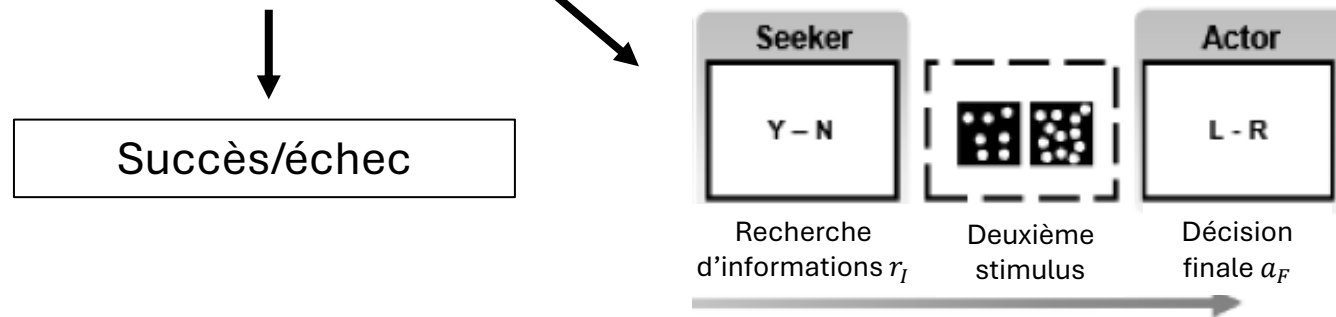 Succès/échec
Seeker
Y – N
Recherche
d'informations r_I
Deuxième
stimulus
Actor
L - R
Décision
finale a_F